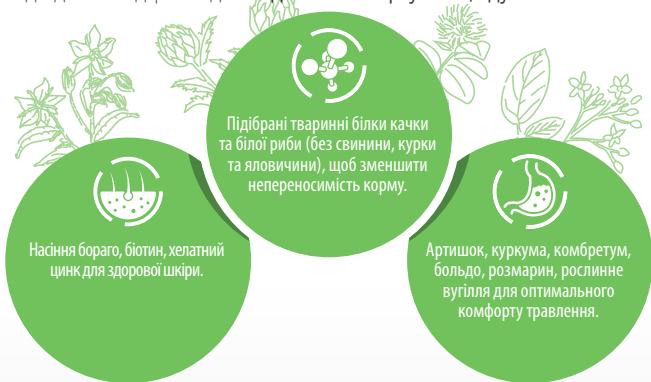 Підібрані тваринні білки качки
та білої риби (без свинини, курки
та яловичини), щоб зменшити
непереносимість корму.
Насіння бораго, біотин, хелатний
цинк для здорової шкіри.
Артишок, куркума, комбретум,
больдо, розмарин, рослинне
вугілля для оптимального
комфорту травлення.